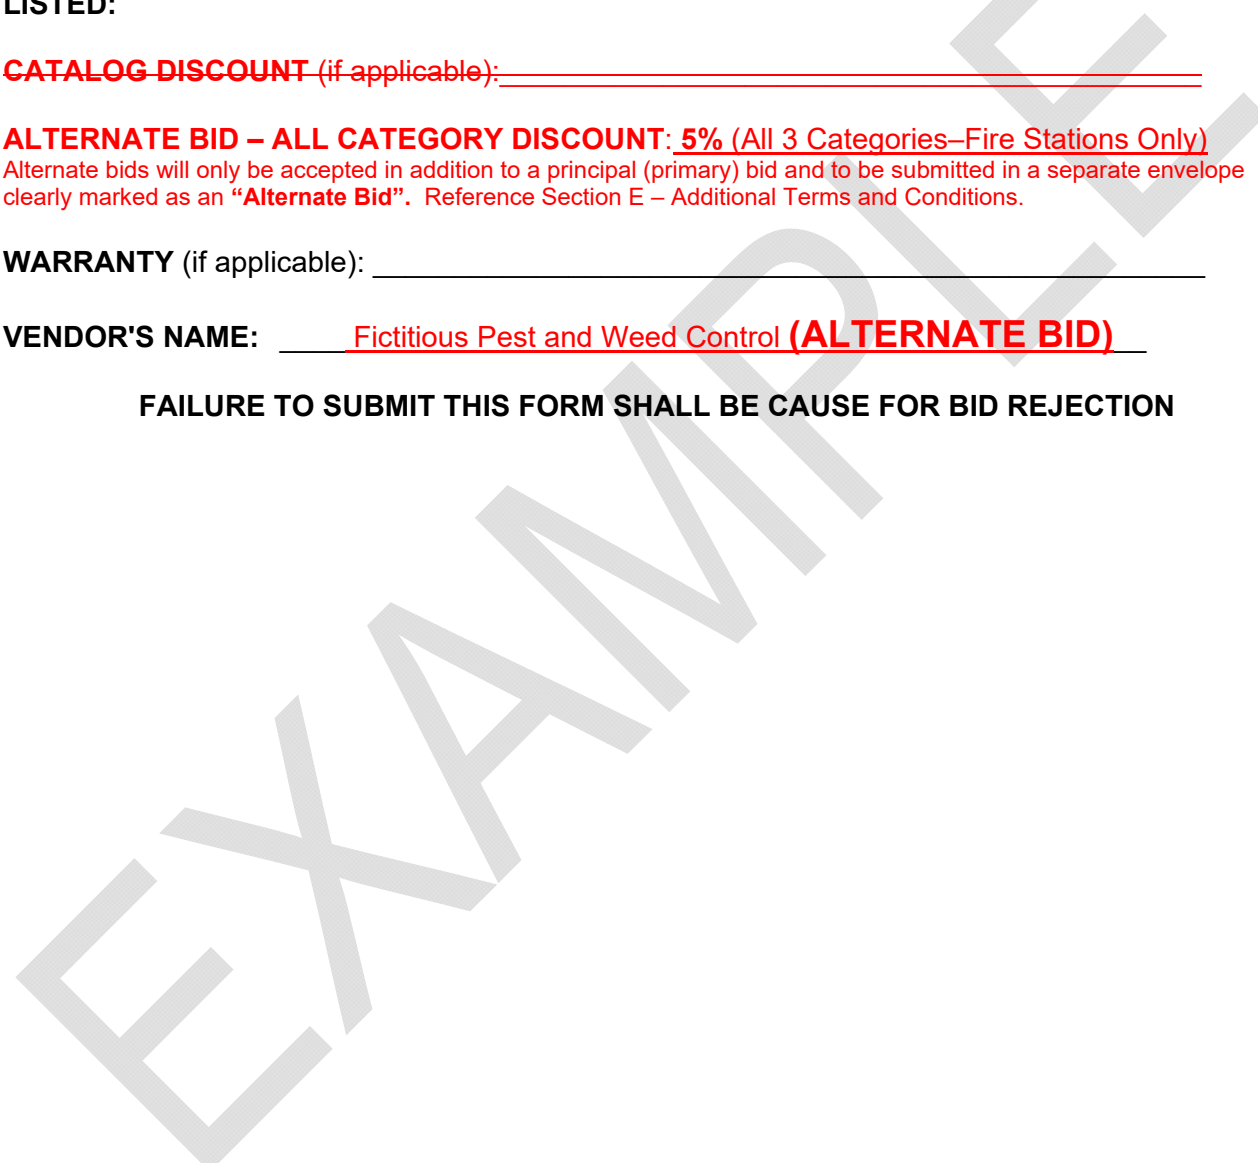 LISTED:
CATALOG DISCOUNT (if applicable):
ALTERNATE BID – ALL CATEGORY DISCOUNT: 5% (All 3 Categories–Fire Stations Only)
Alternate bids will only be accepted in addition to a principal (primary) bid and to be submitted in a separate envelope
clearly marked as an “Alternate Bid”. Reference Section E – Additional Terms and Conditions.
WARRANTY (if applicable): 
VENDOR'S NAME: Fictitious Pest and Weed Control (ALTERNATE BID)
FAILURE TO SUBMIT THIS FORM SHALL BE CAUSE FOR BID REJECTION
EXAMPLE